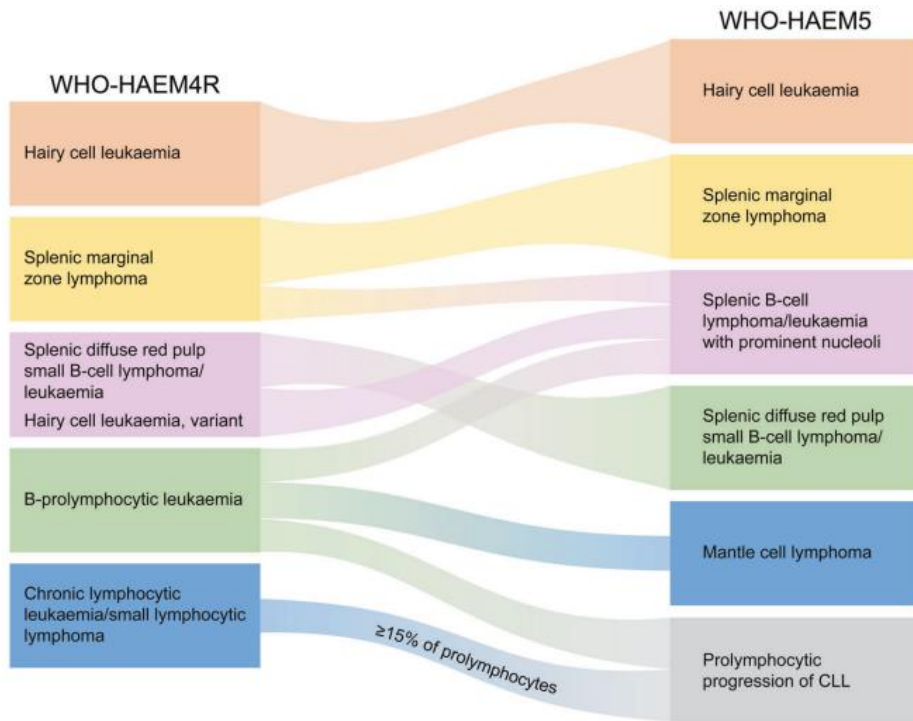 WHO-HAEM4R
Hairy cell leukaemia
Splenic marginal
zone lymphoma
Splenic diffuse red pulp
small B-cell lymphoma/
leukaemia
Hairy cell leukaemia, variant
B-prolymphocytic leukaemia
Chronic lymphocytic
leukaemia/small lymphocytic
lymphoma
≥15% of prolymphocytes
WHO-HAEM5
Hairy cell leukaemia
Splenic marginal
zone lymphoma
Splenic B-cell
lymphoma/leukaemia
with prominent nucleoli
Splenic diffuse red pulp
small B-cell lymphoma/
leukaemia
Mantle cell lymphoma
Prolymphocytic
progression of CLL